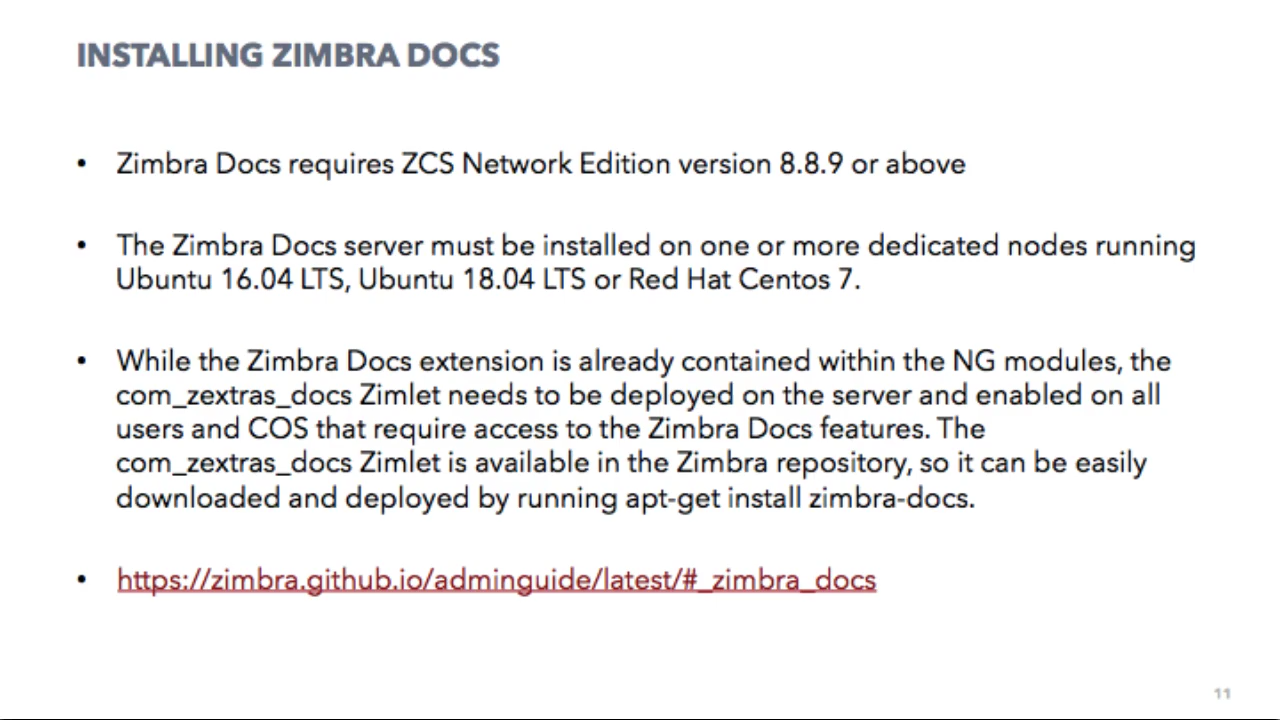 INSTALLING ZIMBRA DOCS
• Zimbra Docs requires ZCS Network Edition version 8.8.9 or above
• The Zimbra Docs server must be installed on one or more dedicated nodes running
Ubuntu 16.04 LTS, Ubuntu 18.04 LTS or Red Hat Centos 7.
• While the Zimbra Docs extension is already contained within the NG modules, the
com_zextras_docs Zimlet needs to be deployed on the server and enabled on all
users and COS that require access to the Zimbra Docs features. The
com_zextras_docs Zimlet is available in the Zimbra repository, so it can be easily
downloaded and deployed by running apt-get install zimbra-docs.
• https://zimbra.github.io/adminguide/latest/#_zimbra_docs
11